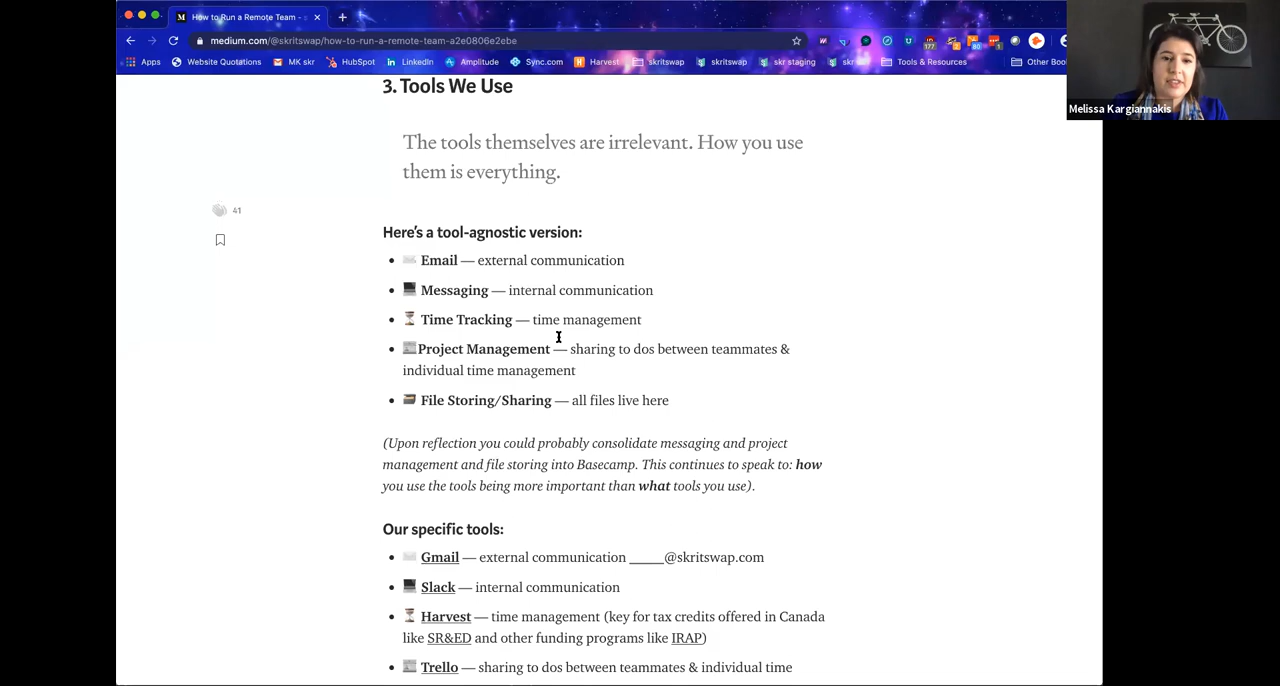 How to Run a Remote Team -
medium.com/@skritswap/how-to-run-a-remote-team-a2e0806e2ebe
Apps Website Quotations MK skr HubSpot LinkedIn Amplitude Sync.com Harvest skritswap skritswap skr staging skr Tools & Resources Other Boo
Melissa Kargiannakis
3. Tools We Use
The tools themselves are irrelevant. How you use
them is everything.
41
Here's a tool-agnostic version:
Email — external communication
Messaging — internal communication
Time Tracking — time management
Project Management — sharing to dos between teammates &
individual time management
File Storing/Sharing — all files live here
(Upon reflection you could probably consolidate messaging and project
management and file storing into Basecamp. This continues to speak to: how
you use the tools being more important than what tools you use).
Our specific tools:
Gmail — external communication _____@skritswap.com
Slack — internal communication
Harvest — time management (key for tax credits offered in Canada
like SR&ED and other funding programs like IRAP)
Trello — sharing to dos between teammates & individual time